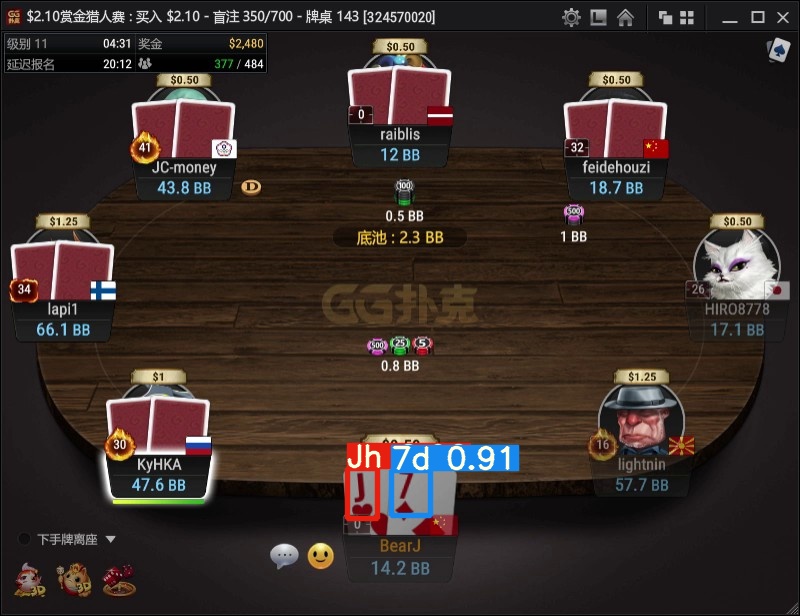 $2.10赏金猎人赛 : 买入 $2.10 - 盲注 350/700 - 牌桌 143 [324570020]
级别 11 04:31 奖金 $2,480
延迟报名 20:12 377 / 484
$0.50
$0.50
$0.50
41
JC-money
43.8 BB
D
0
raiblis
12 BB
32
feidehouzi
18.7 BB
100
0.5 BB
500
1 BB
底池 : 2.3 BB
$1.25
34
lapi1
66.1 BB
$0.50
26
HIRO8778
17.1 BB
GG扑克
500 25 5
0.8 BB
$1
30
KyHKA
47.6 BB
$1.25
16
lightnin
57.7 BB
Jh 7d 0.91
J
0
BearJ
14.2 BB
下手牌离座
3D 3D